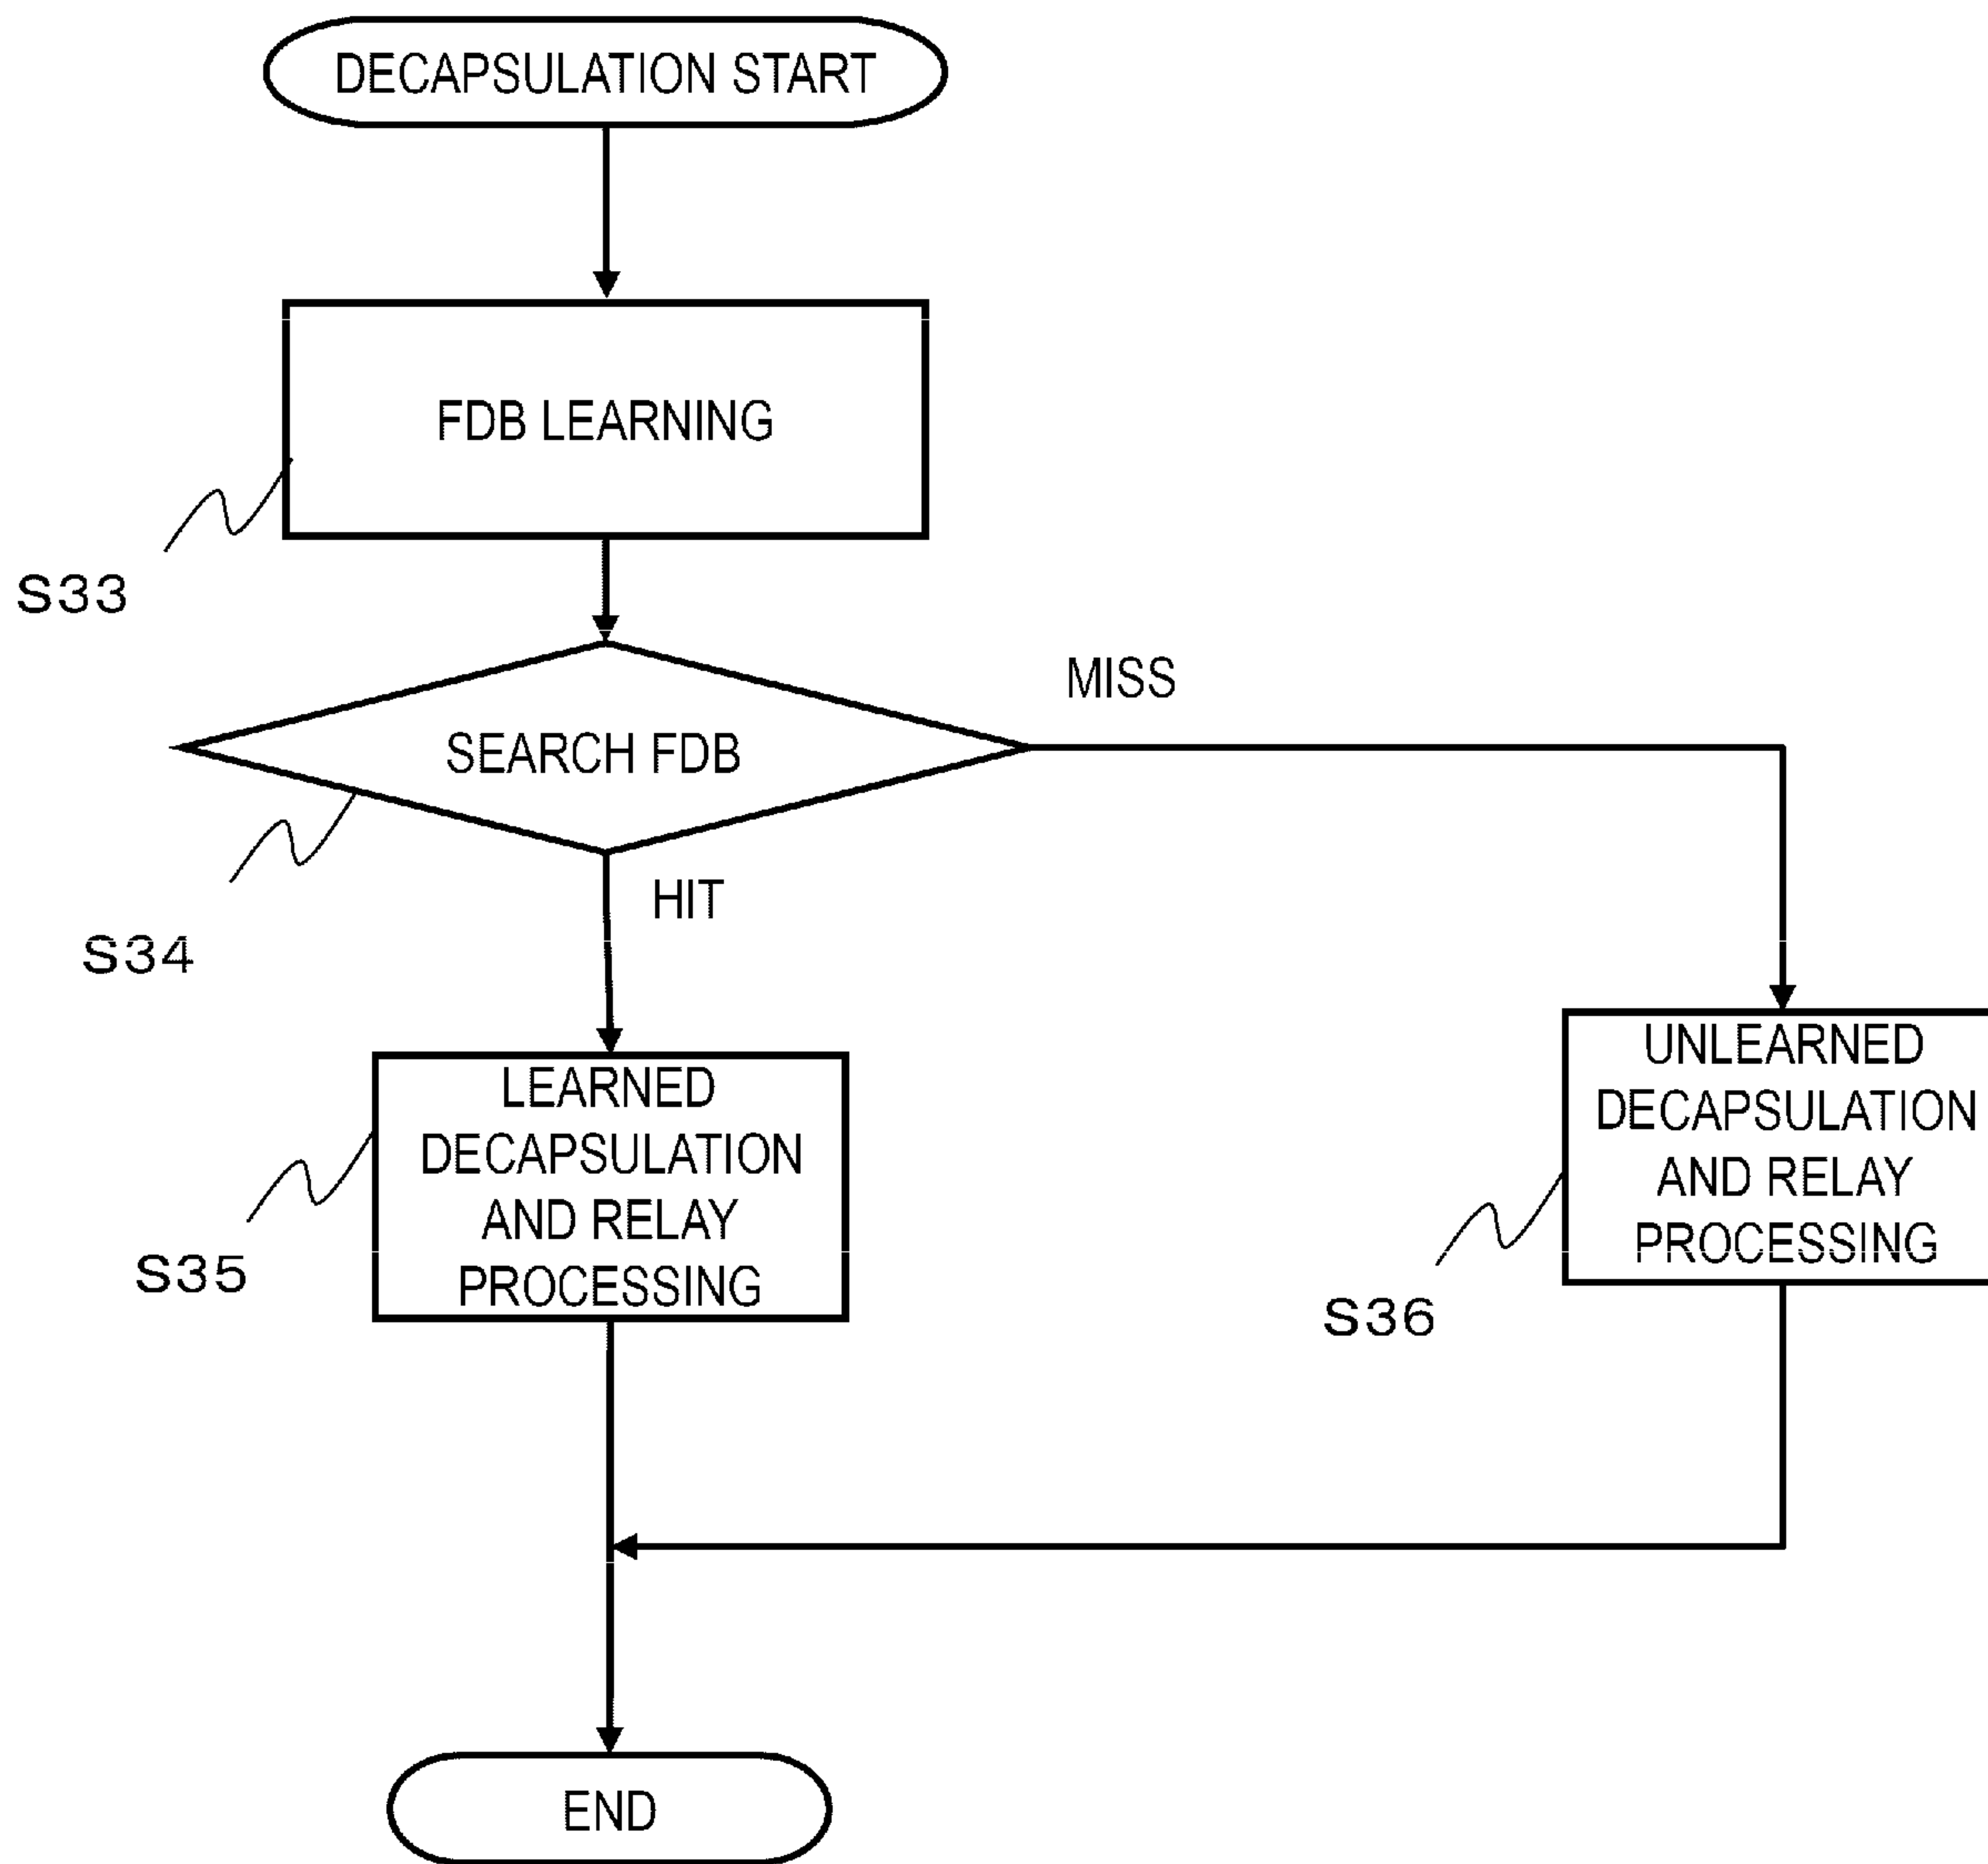 DECAPSULATION START
FDB LEARNING
S33
MISS
SEARCH FDB
HIT
S34
LEARNED
DECAPSULATION
AND RELAY
PROCESSING
S35
UNLEARNED
DECAPSULATION
AND RELAY
PROCESSING
S36
END